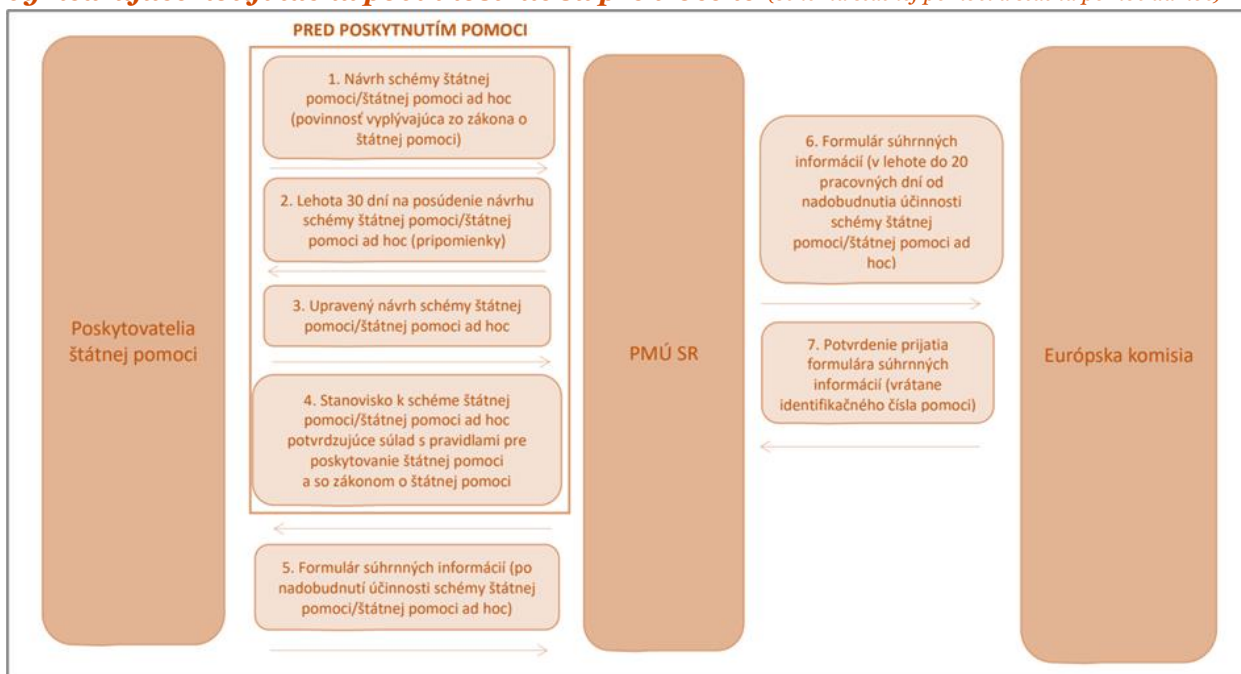 PRED POSKYTNUTÍM POMOCI
1. Návrh schémy štátnej
pomoci/štátnej pomoci ad hoc
(povinnosť vyplývajúca zo zákona o
štátnej pomoci)
2. Lehota 30 dní na posúdenie návrhu
schémy štátnej pomoci/štátnej
pomoci ad hoc (pripomienky)
3. Upravený návrh schémy štátnej
pomoci/štátnej pomoci ad hoc
4. Stanovisko k schéme štátnej
pomoci/štátnej pomoci ad hoc
potvrdzujúce súlad s pravidlami pre
poskytovanie štátnej pomoci
a so zákonom o štátnej pomoci
5. Formulár súhrnných informácií (po
nadobudnutí účinnosti schémy štátnej
pomoci/štátnej pomoci ad hoc)
Poskytovatelia
štátnej pomoci
PMÚ SR
6. Formulár súhrnných
informácií (v lehote do 20
pracovných dní od
nadobudnutia účinnosti
schémy štátnej
pomoci/štátnej pomoci ad
hoc)
7. Potvrdenie prijatia
formulára súhrnných
informácií (vrátane
identifikačného čísla pomoci)
Európska komisia